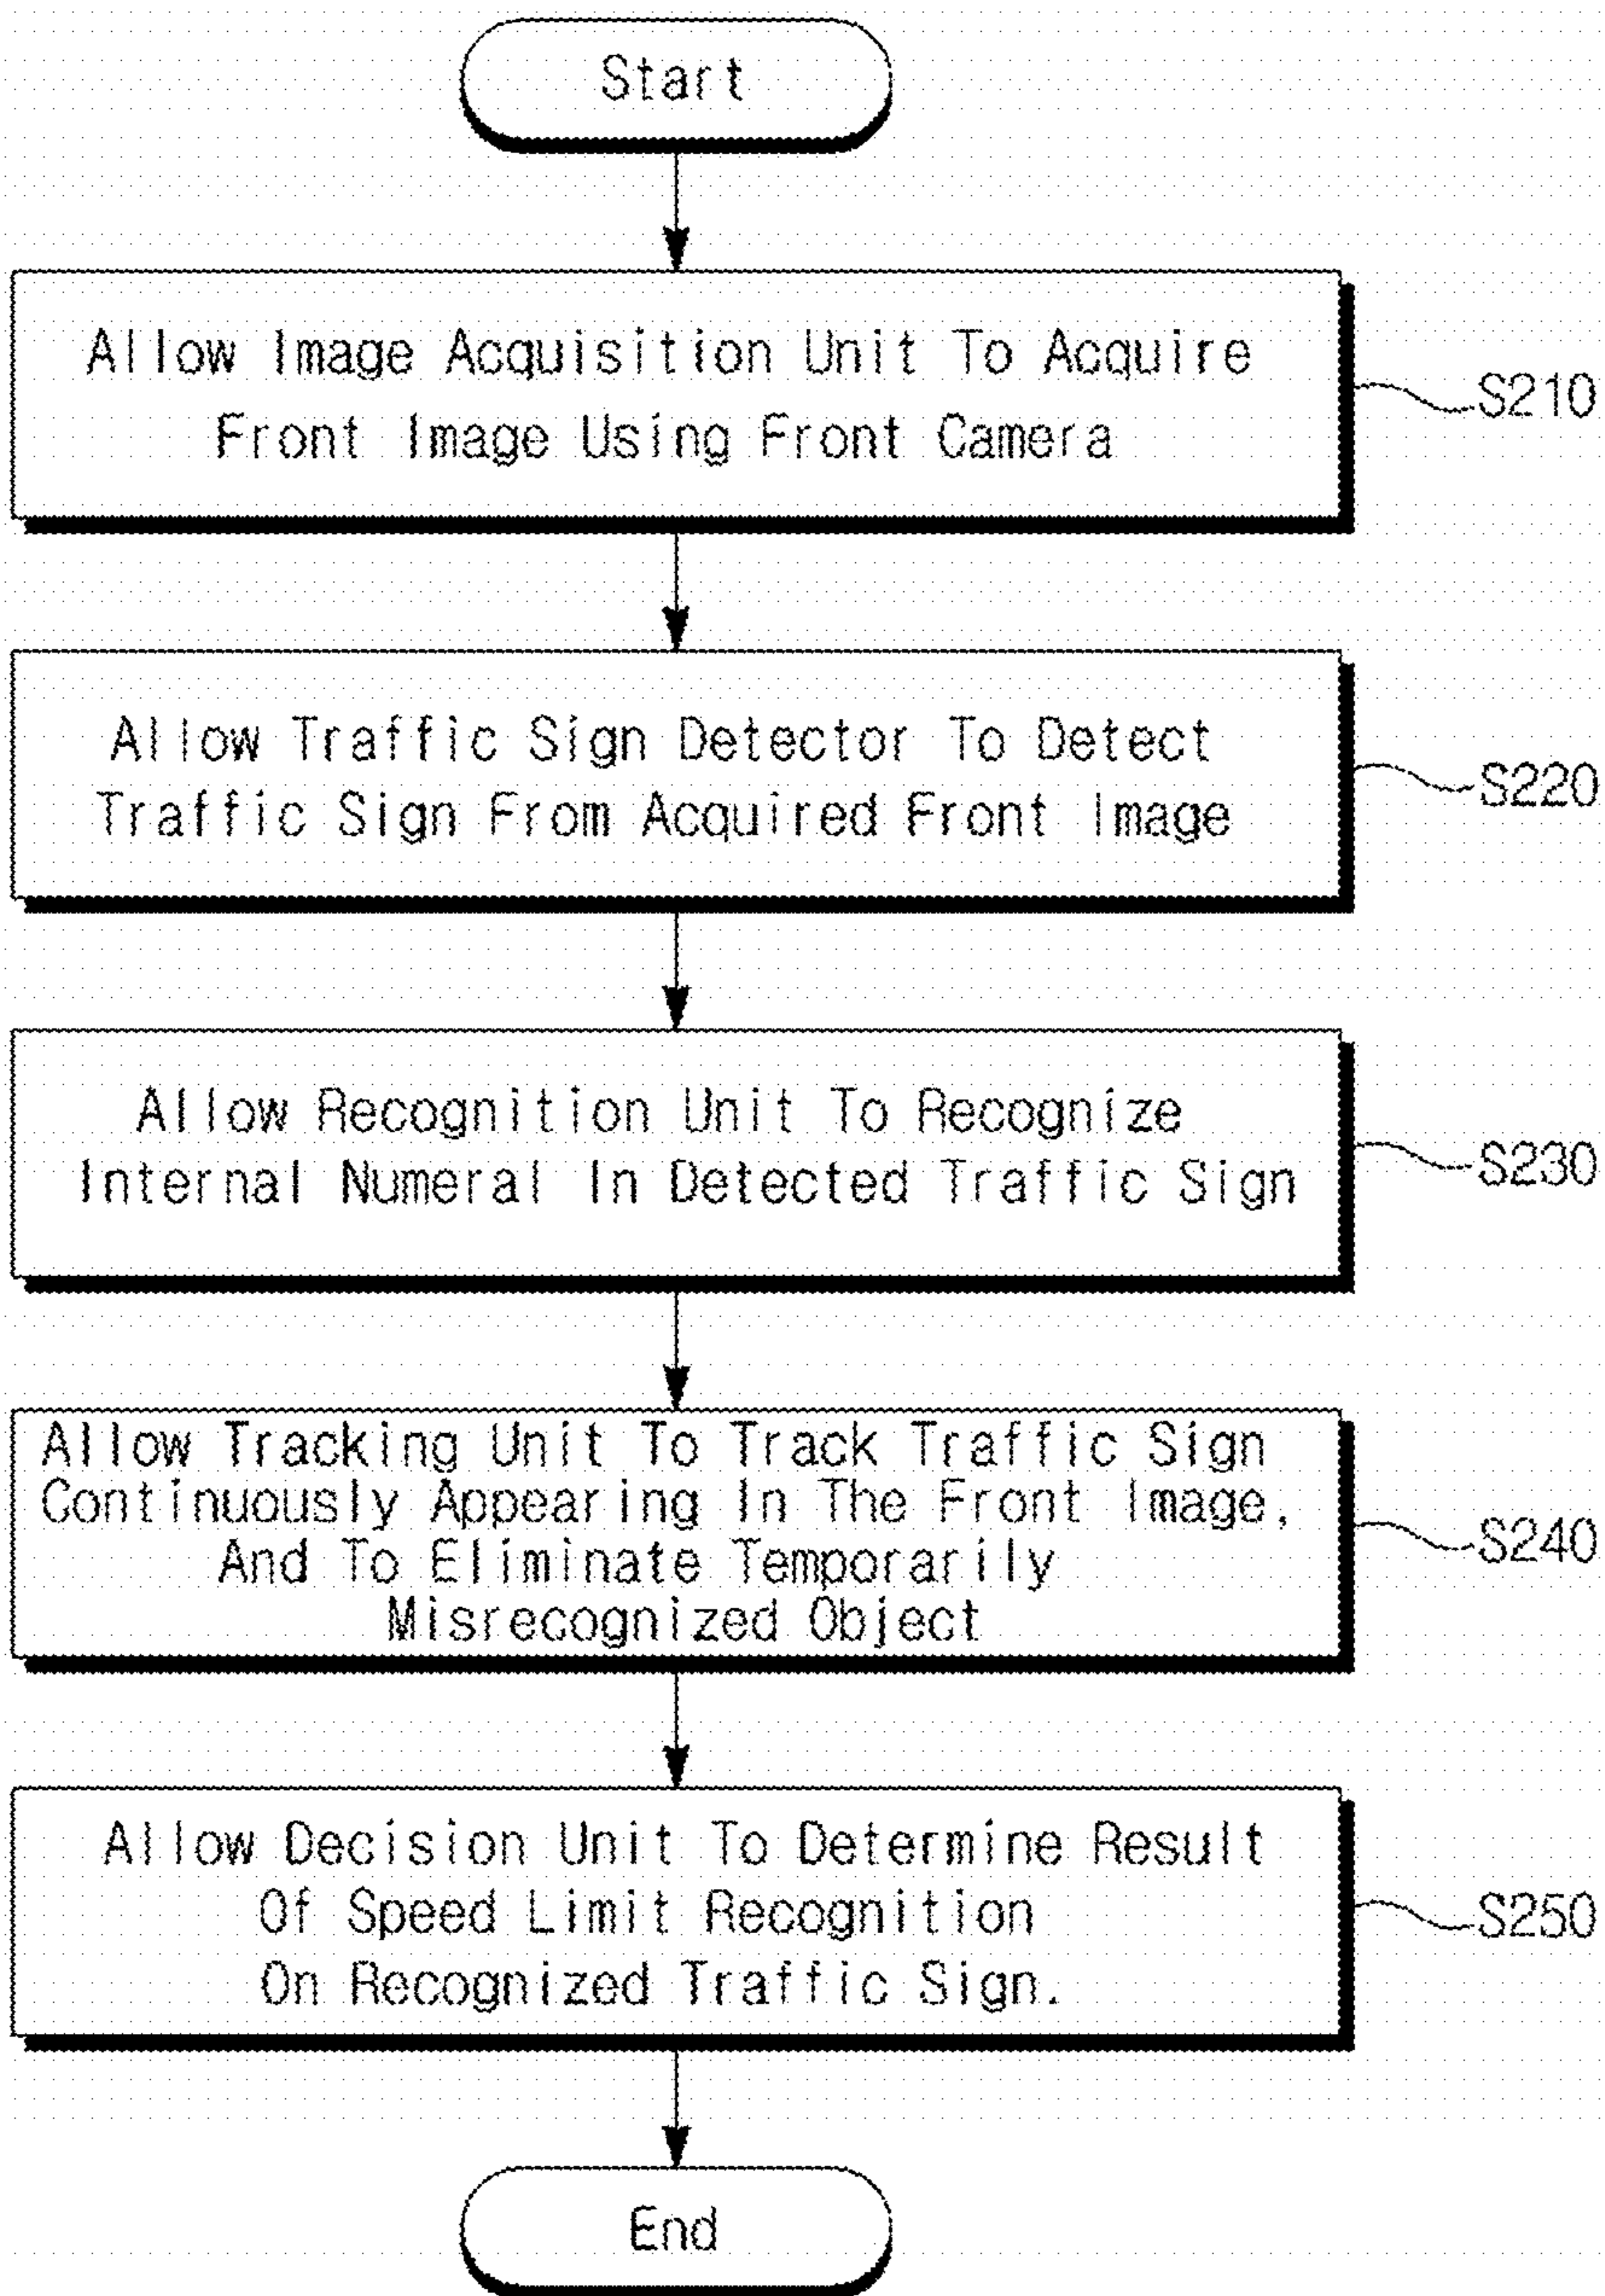 Start
Allow Image Acquisition Unit To Acquire
Front Image Using Front Camera
S210
Allow Traffic Sign Detector To Detect
Traffic Sign From Acquired Front Image
S220
Allow Recognition Unit To Recognize
Internal Numeral In Detected Traffic Sign
S230
Allow Tracking Unit To Track Traffic Sign
Continuously Appearing In The Front Image,
And To Eliminate Temporarily
Misrecognized Object
S240
Allow Decision Unit To Determine Result
Of Speed Limit Recognition
On Recognized Traffic Sign.
S250
End